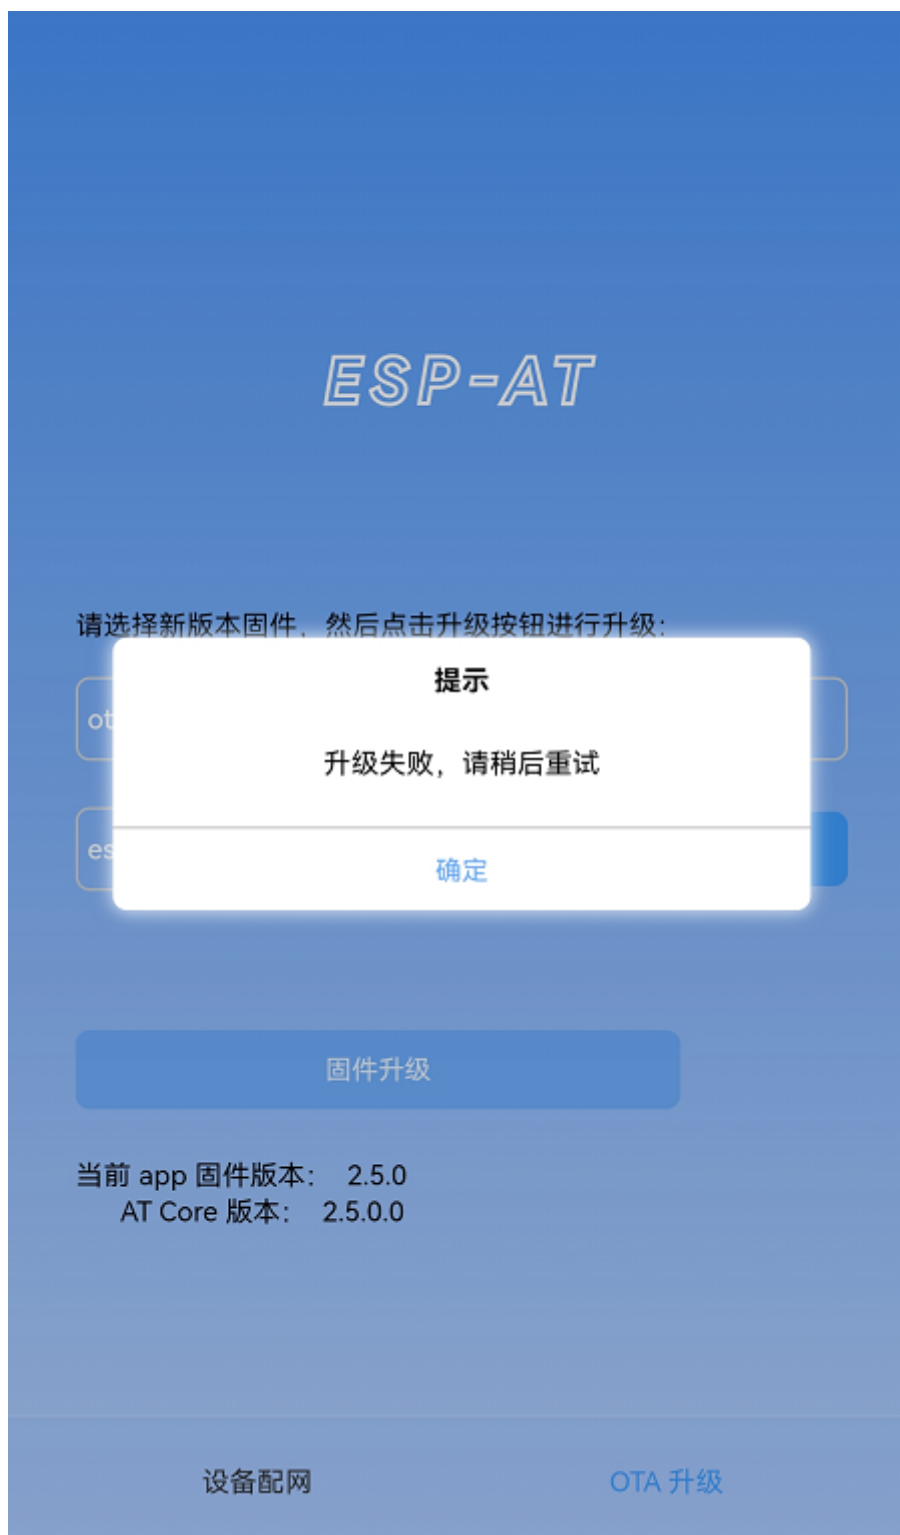 ESP-AT
请选择新版本固件，然后点击升级按钮进行升级：
提示
ot
升级失败，请稍后重试
es
确定
固件升级
当前 app 固件版本： 2.5.0
AT Core 版本： 2.5.0.0
设备配网
OTA 升级